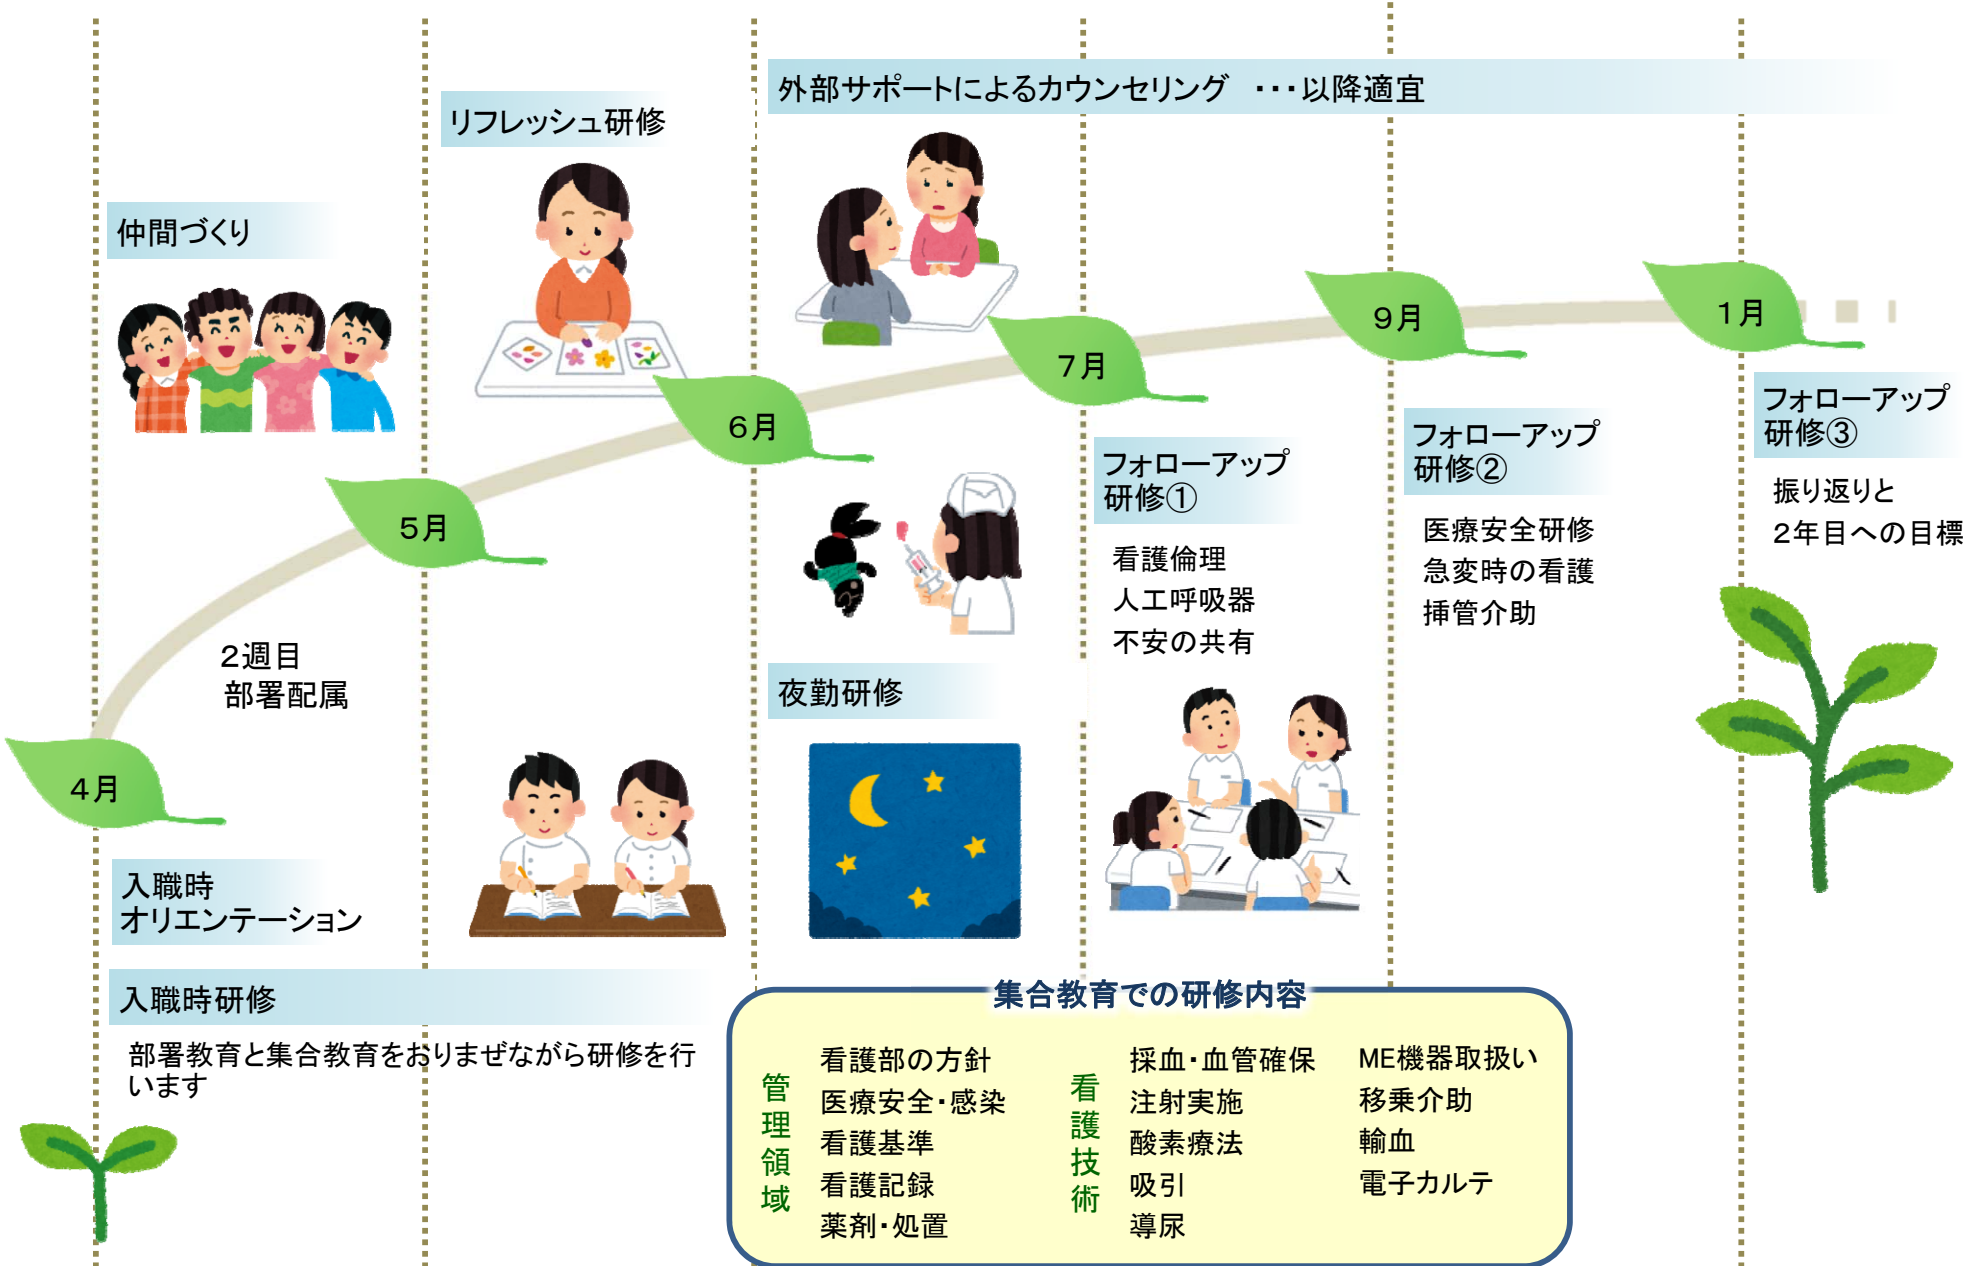 外部サポートによるカウンセリング　・・・以降適宜
リフレッシュ研修
仲間づくり
4月
5月
6月
7月
9月
1月
2週目
部署配属
入職時
オリエンテーション
入職時研修
部署教育と集合教育をおりまぜながら研修を行
います
夜勤研修
フォローアップ
研修①
看護倫理
人工呼吸器
不安の共有
フォローアップ
研修②
医療安全研修
急変時の看護
挿管介助
フォローアップ
研修③
振り返りと
2年目への目標
集合教育での研修内容
管理領域
看護部の方針
医療安全・感染
看護基準
看護記録
薬剤・処置
看護技術
採血・血管確保
注射実施
酸素療法
吸引
導尿
ME機器取扱い
移乗介助
輸血
電子カルテ